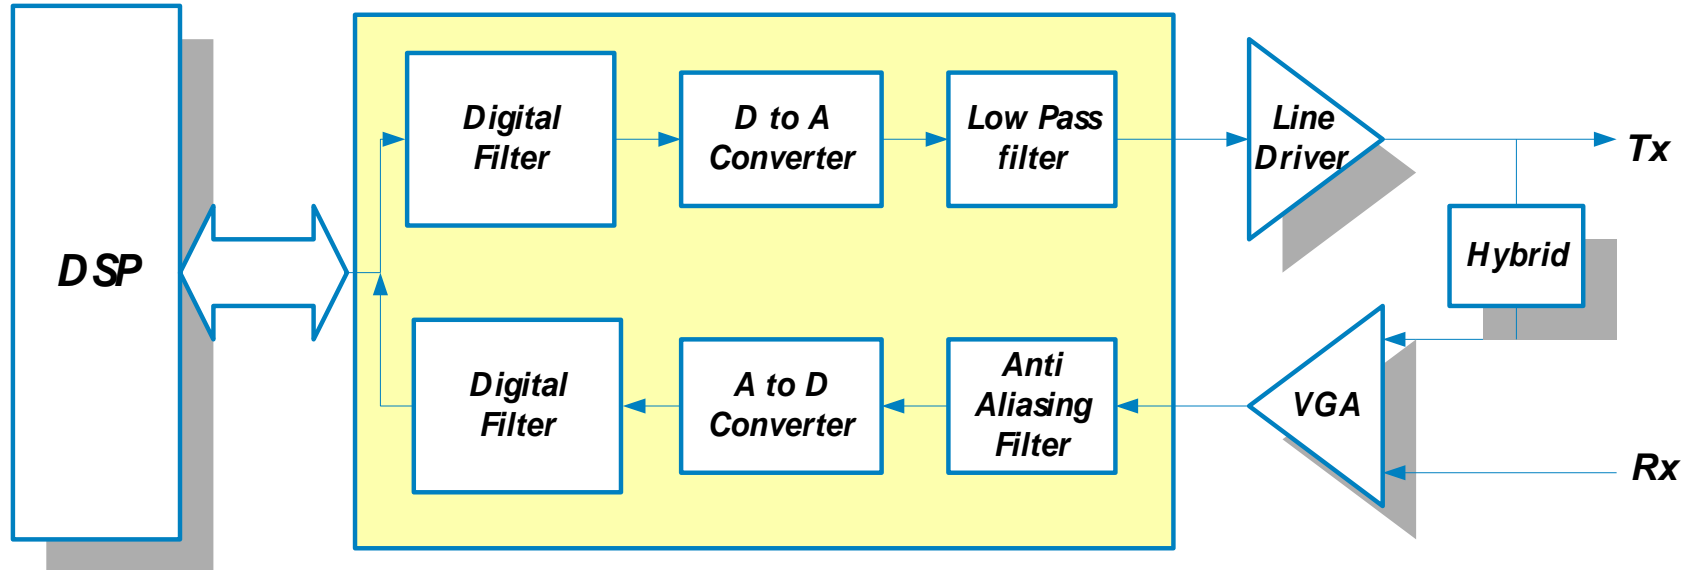 DSP
Digital
Filter
D to A
Converter
Low Pass
filter
Line
Driver
Tx
Hybrid
Digital
Filter
A to D
Converter
Anti
Aliasing
Filter
VGA
Rx